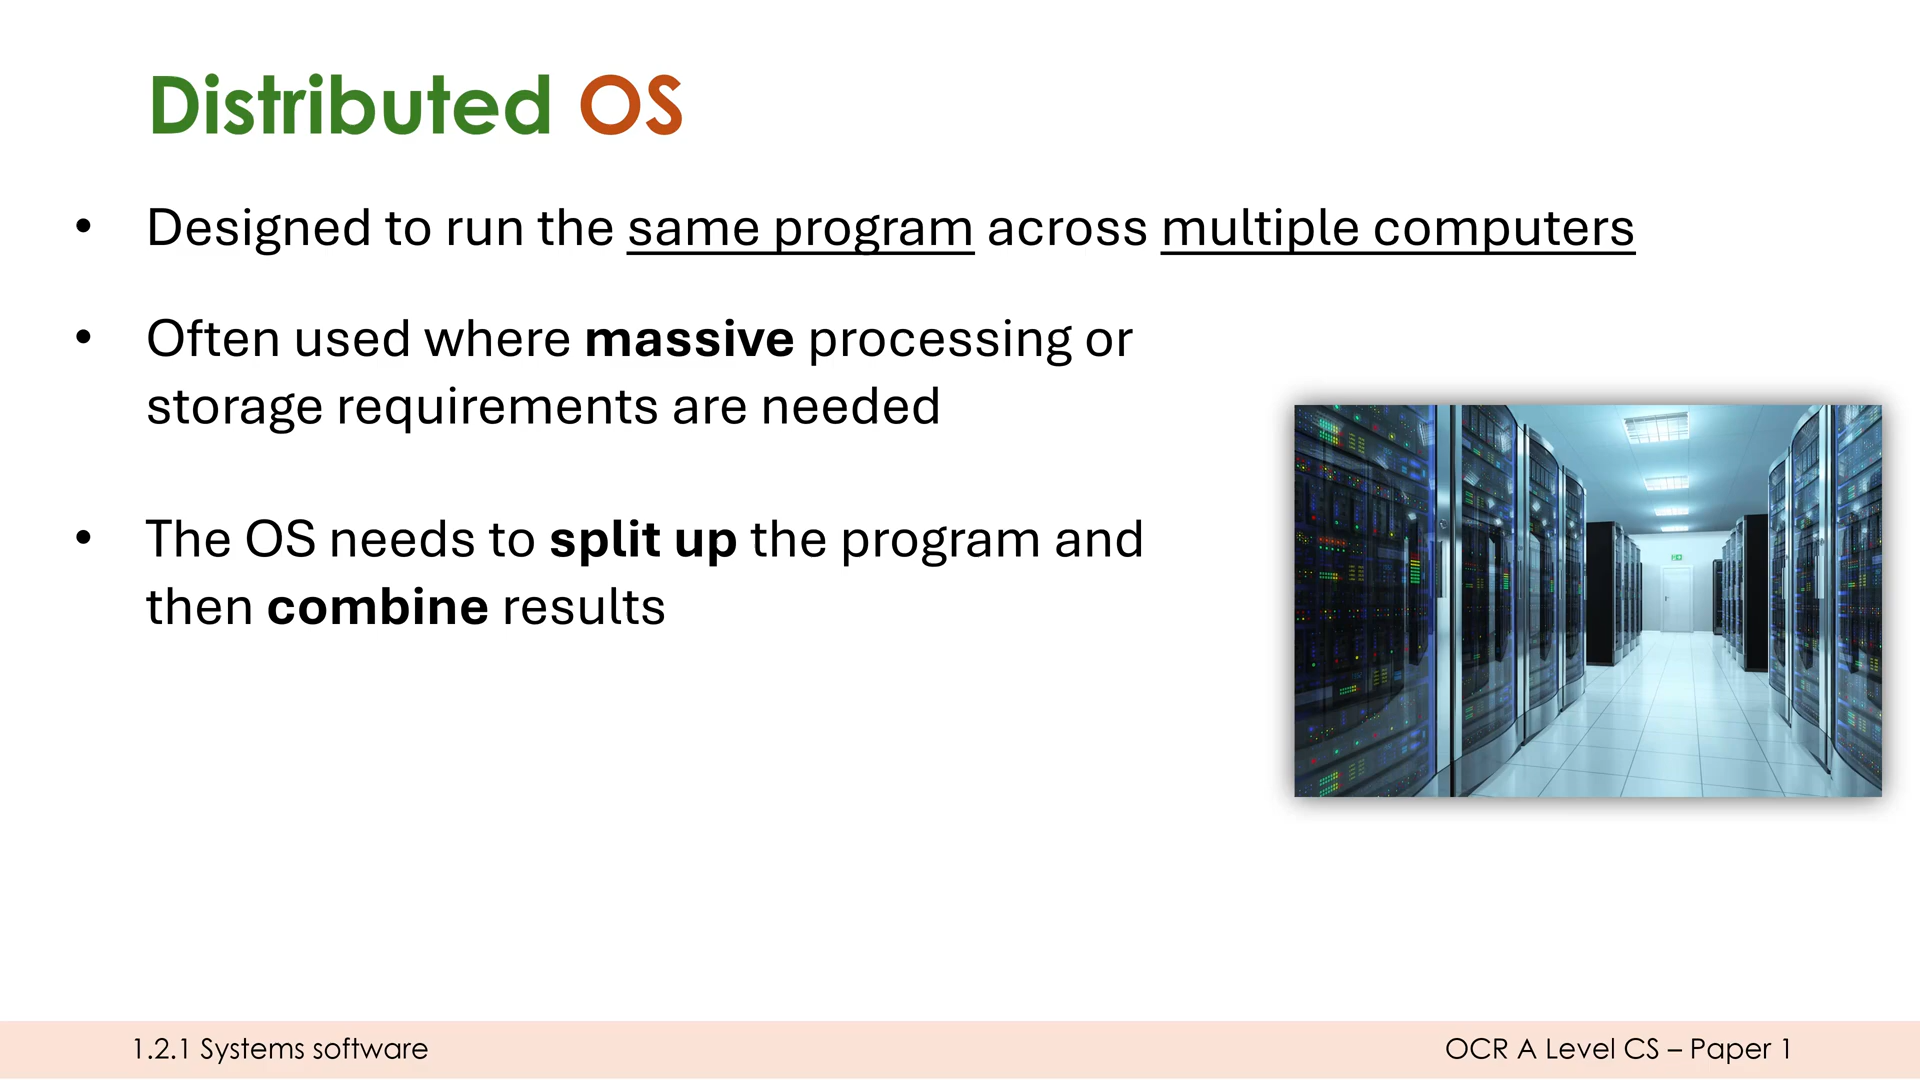 Distributed OS
• Designed to run the same program across multiple computers
• Often used where massive processing or
storage requirements are needed
• The OS needs to split up the program and
then combine results
1.2.1 Systems software
OCR A Level CS – Paper 1